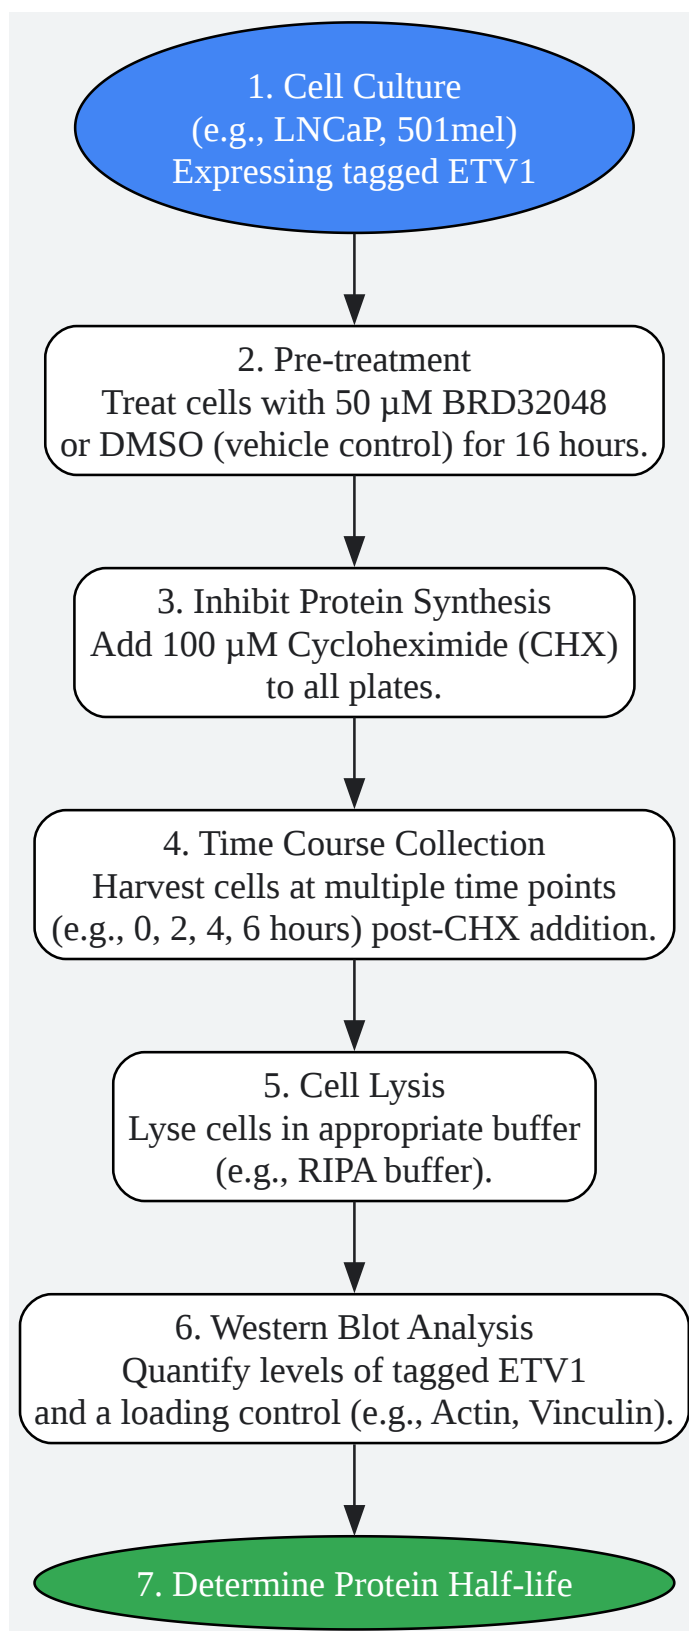 1. Cell Culture
(e.g., LNCaP, 501mel)
Expressing tagged ETV1
2. Pre-treatment
Treat cells with 50 µM BRD32048
or DMSO (vehicle control) for 16 hours.
3. Inhibit Protein Synthesis
Add 100 µM Cycloheximide (CHX)
to all plates.
4. Time Course Collection
Harvest cells at multiple time points
(e.g., 0, 2, 4, 6 hours) post-CHX addition.
5. Cell Lysis
Lyse cells in appropriate buffer
(e.g., RIPA buffer).
6. Western Blot Analysis
Quantify levels of tagged ETV1
and a loading control (e.g., Actin, Vinculin).
7. Determine Protein Half-life